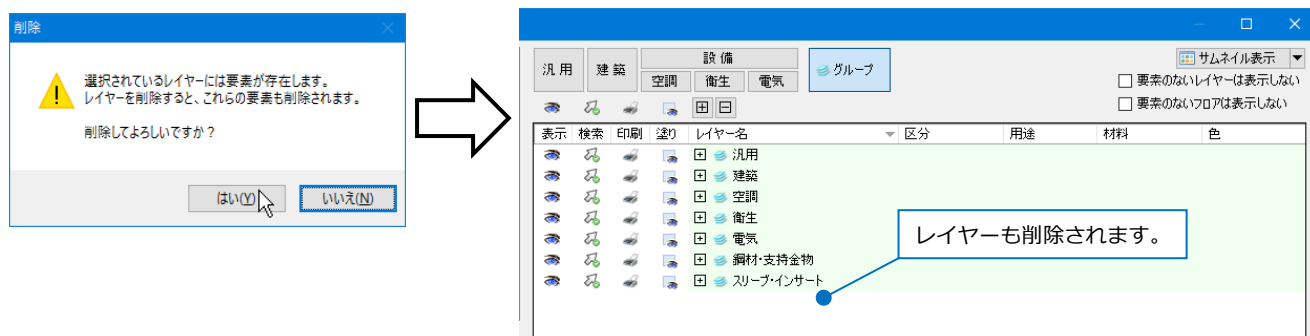 削除
選択されているレイヤーには要素が存在します。
レイヤーを削除すると、これらの要素も削除されます。
削除してよろしいですか？
はい(Y)
いいえ(N)
汎用
建築
設備
空調
衛生
電気
グループ
サムネイル表示
要素のないレイヤーは表示しない
要素のないフロアは表示しない
表示 検索 印刷 塗り レイヤー名 区分 用途 材料 色
汎用
建築
空調
衛生
電気
鋼材・支持金物
スリーブ・インサート
レイヤーも削除されます。